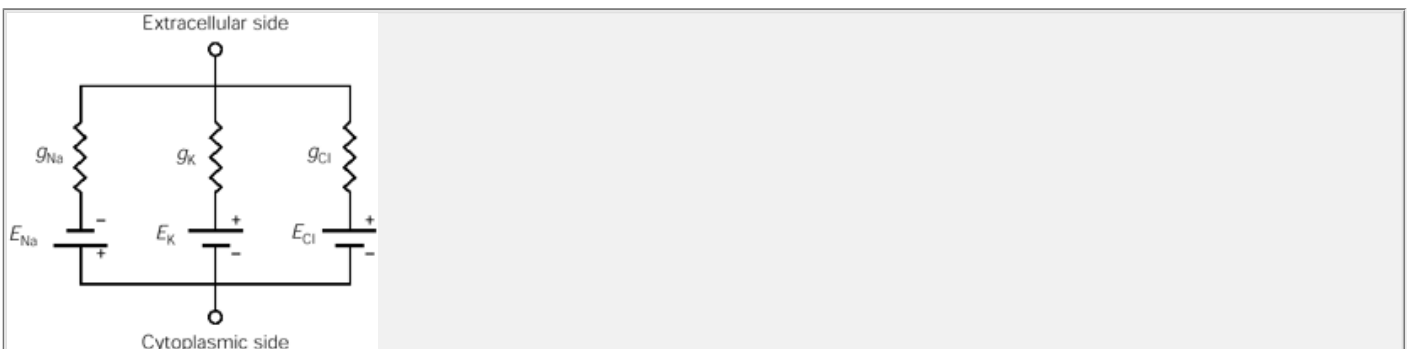 Extracellular side
gNa gK gCl
− + +
ENa EK ECl
+ − −
Cytoplasmic side